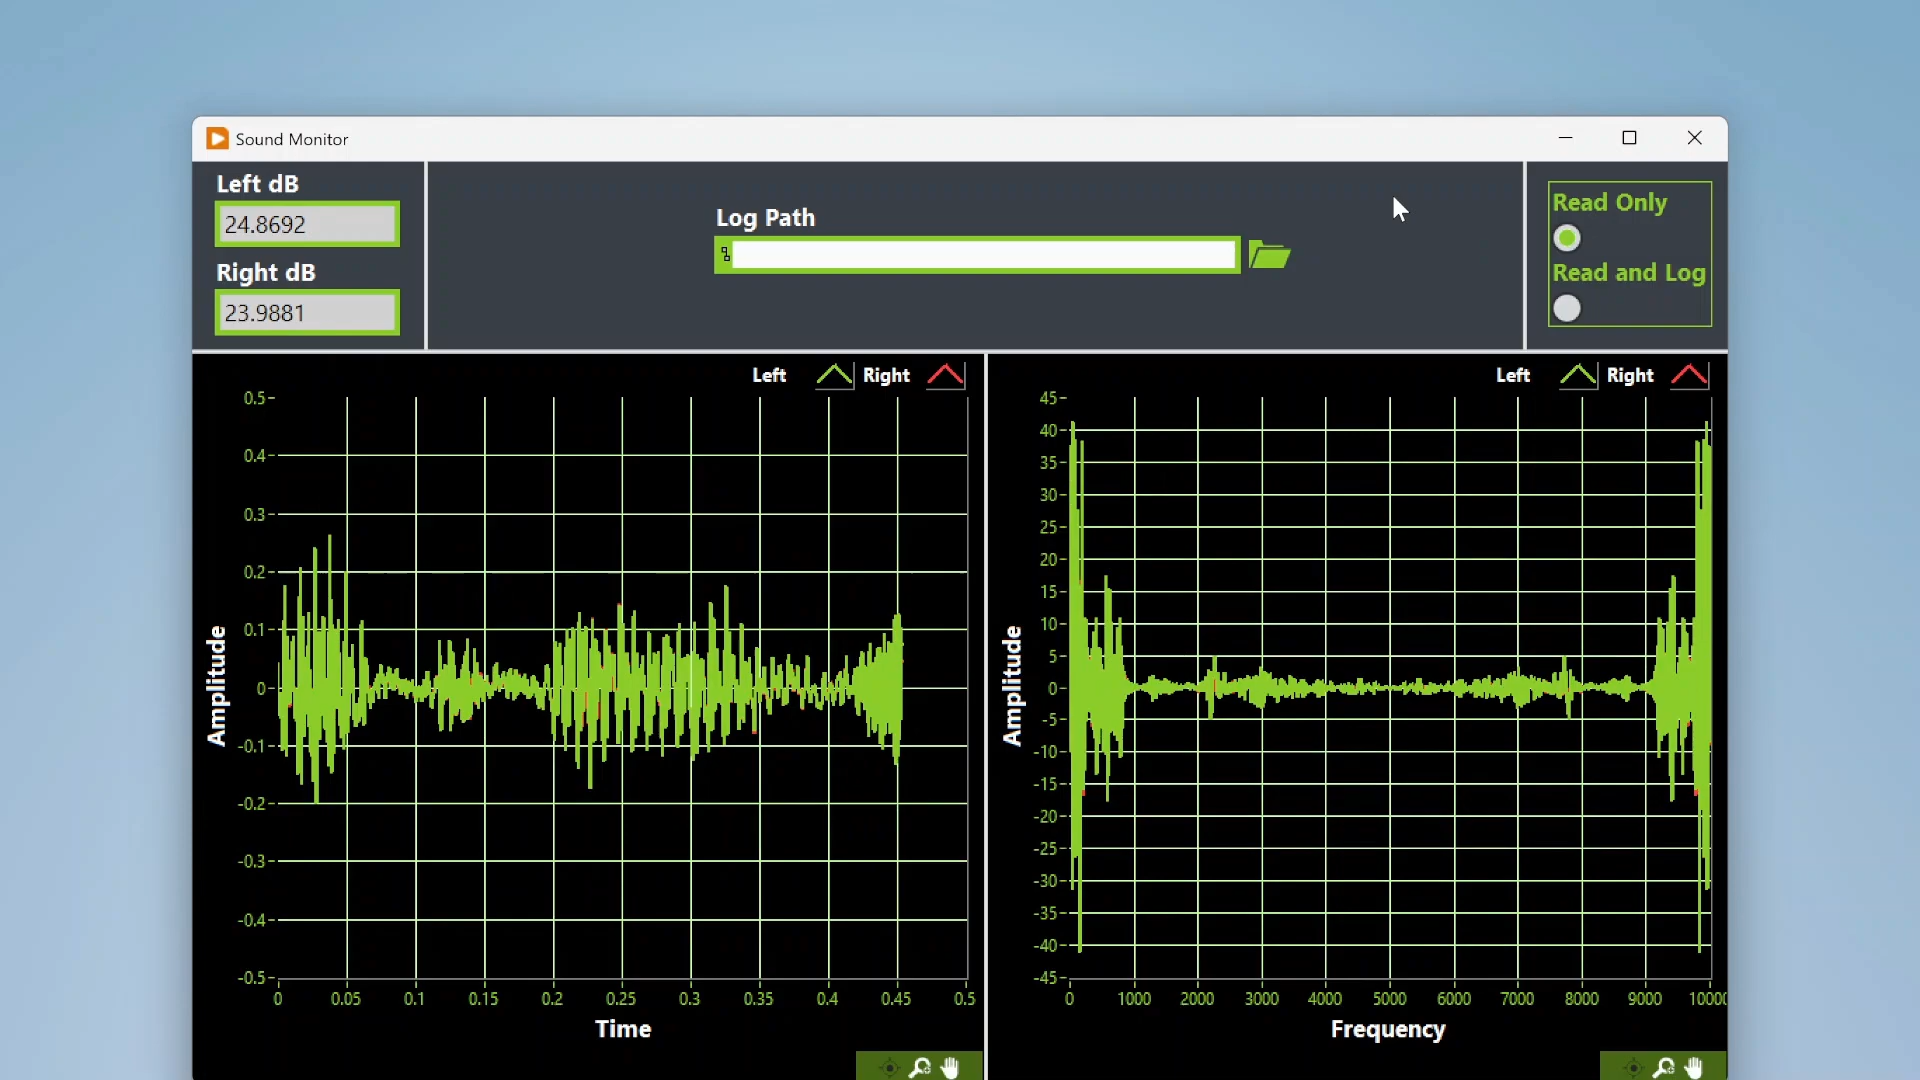 Sound Monitor
Left dB
24.8692
Right dB
23.9881
Log Path
Read Only
Read and Log
Left Right
0.5
0.4
0.3
0.2
0.1
0
-0.1
-0.2
-0.3
-0.4
-0.5
Amplitude
0 0.05 0.1 0.15 0.2 0.25 0.3 0.35 0.4 0.45 0.5
Time
Left Right
45
40
35
30
25
20
15
10
5
0
-5
-10
-15
-20
-25
-30
-35
-40
-45
Amplitude
0 1000 2000 3000 4000 5000 6000 7000 8000 9000 10000
Frequency